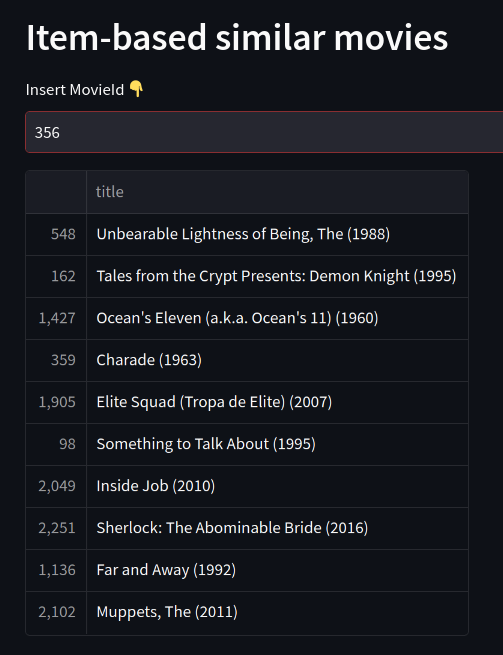 Item-based similar movies
Insert MovieId 👇
356
title
548 Unbearable Lightness of Being, The (1988)
162 Tales from the Crypt Presents: Demon Knight (1995)
1,427 Ocean's Eleven (a.k.a. Ocean's 11) (1960)
359 Charade (1963)
1,905 Elite Squad (Tropa de Elite) (2007)
98 Something to Talk About (1995)
2,049 Inside Job (2010)
2,251 Sherlock: The Abominable Bride (2016)
1,136 Far and Away (1992)
2,102 Muppets, The (2011)